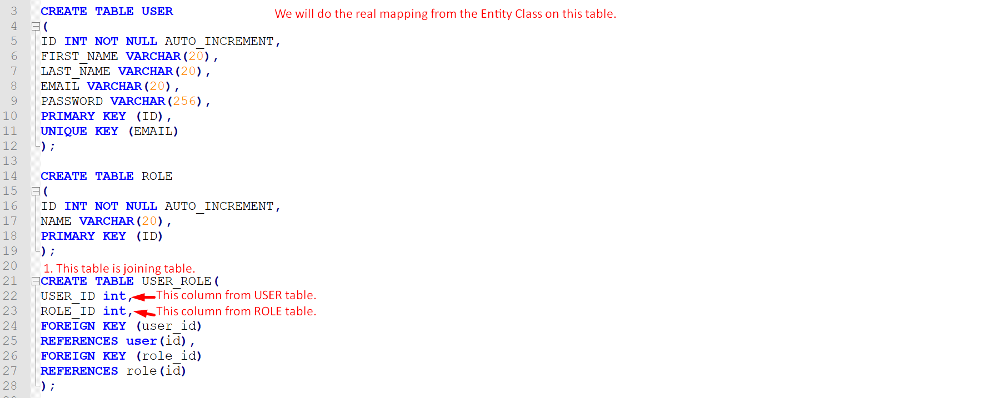 3 CREATE TABLE USER We will do the real mapping from the Entity Class on this table.
4 (
5 ID INT NOT NULL AUTO_INCREMENT,
6 FIRST_NAME VARCHAR(20),
7 LAST_NAME VARCHAR(20),
8 EMAIL VARCHAR(20),
9 PASSWORD VARCHAR(256),
10 PRIMARY KEY (ID),
11 UNIQUE KEY (EMAIL)
12 );
13
14 CREATE TABLE ROLE
15 (
16 ID INT NOT NULL AUTO_INCREMENT,
17 NAME VARCHAR(20),
18 PRIMARY KEY (ID)
19 );
20 1. This table is joining table.
21 CREATE TABLE USER_ROLE(
22 USER_ID int, This column from USER table.
23 ROLE_ID int, This column from ROLE table.
24 FOREIGN KEY (user_id)
25 REFERENCES user(id),
26 FOREIGN KEY (role_id)
27 REFERENCES role(id)
28 );